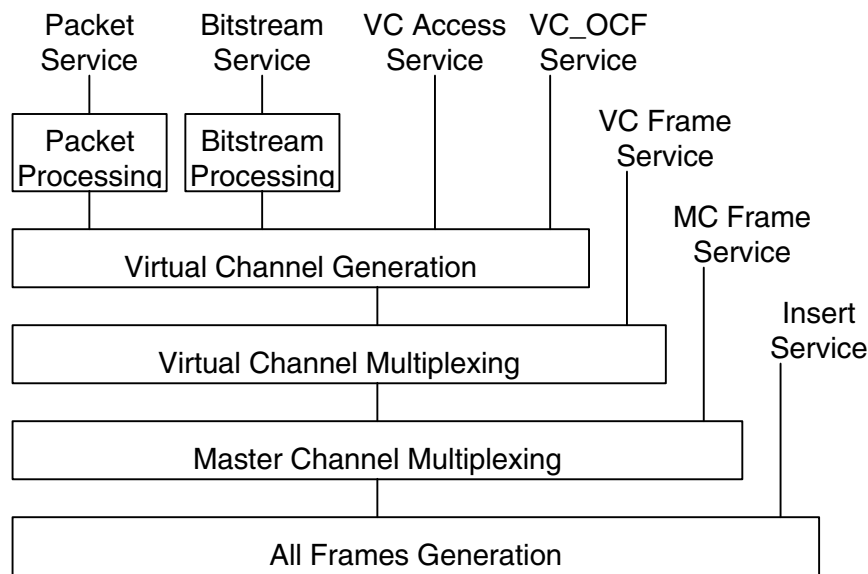 Packet
Service
Bitstream
Service
VC Access
Service
VC_OCF
Service
VC Frame
Service
MC Frame
Service
Insert
Service
Packet
Processing
Bitstream
Processing
Virtual Channel Generation
Virtual Channel Multiplexing
Master Channel Multiplexing
All Frames Generation